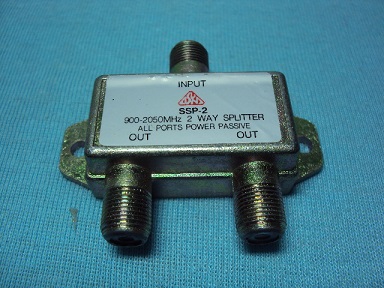 INPUT
SSP-2
900-2050MHz 2 WAY SPLITTER
ALL PORTS POWER PASSIVE
OUT OUT